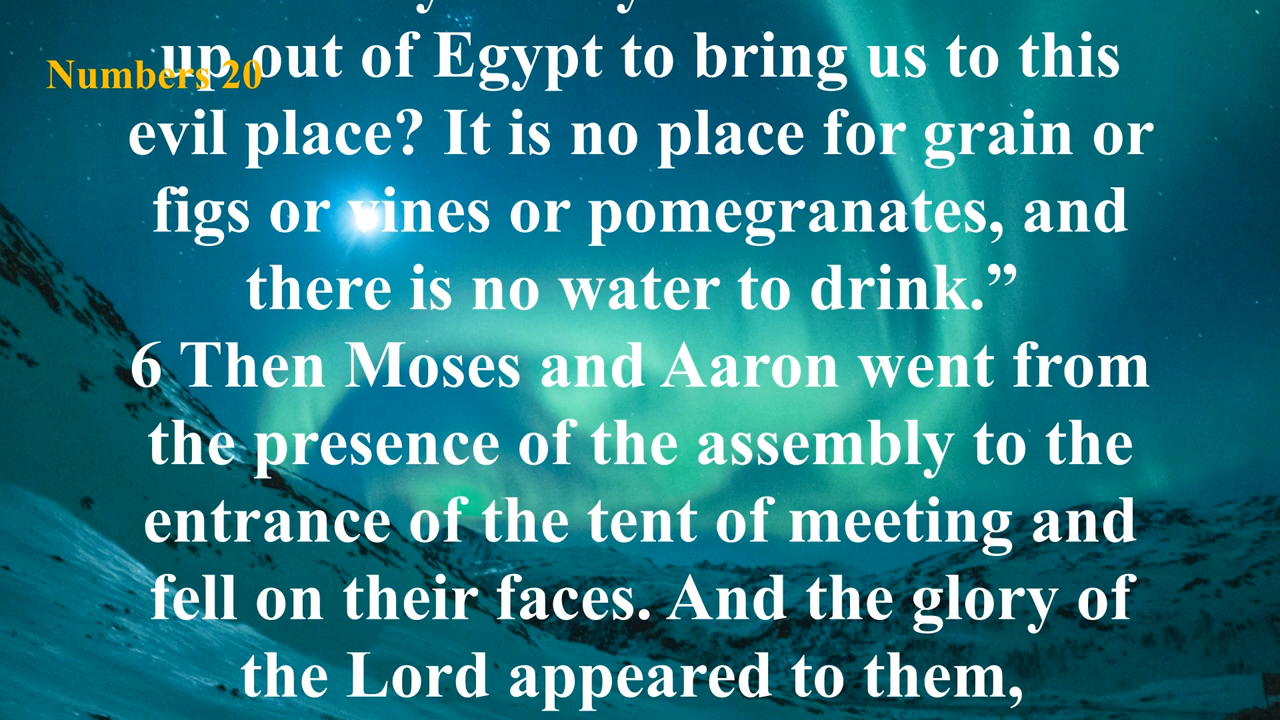 Numbers 20
up out of Egypt to bring us to this
evil place? It is no place for grain or
figs or vines or pomegranates, and
there is no water to drink.”
6 Then Moses and Aaron went from
the presence of the assembly to the
entrance of the tent of meeting and
fell on their faces. And the glory of
the Lord appeared to them,